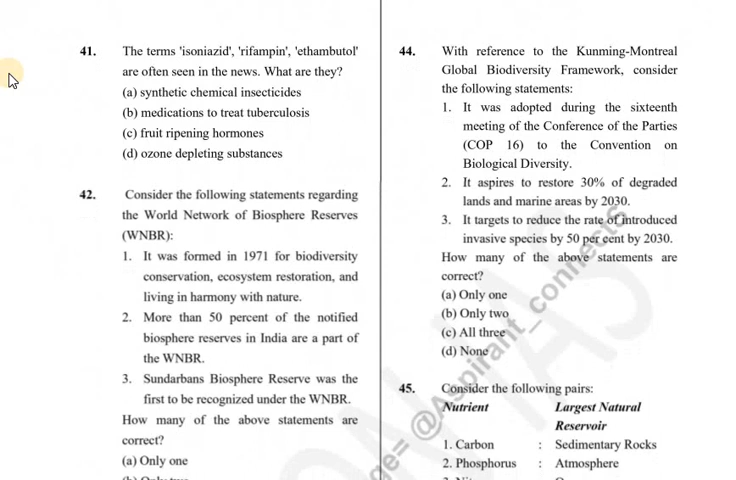 41. The terms 'isoniazid', 'rifampin', 'ethambutol'
are often seen in the news. What are they?
(a) synthetic chemical insecticides
(b) medications to treat tuberculosis
(c) fruit ripening hormones
(d) ozone depleting substances
42. Consider the following statements regarding
the World Network of Biosphere Reserves
(WNBR):
1. It was formed in 1971 for biodiversity
conservation, ecosystem restoration, and
living in harmony with nature.
2. More than 50 percent of the notified
biosphere reserves in India are a part of
the WNBR.
3. Sundarbans Biosphere Reserve was the
first to be recognized under the WNBR.
How many of the above statements are
correct?
(a) Only one
44. With reference to the Kunming-Montreal
Global Biodiversity Framework, consider
the following statements:
1. It was adopted during the sixteenth
meeting of the Conference of the Parties
(COP 16) to the Convention on
Biological Diversity.
2. It aspires to restore 30% of degraded
lands and marine areas by 2030.
3. It targets to reduce the rate of introduced
invasive species by 50 per cent by 2030.
How many of the above statements are
correct?
(a) Only one
(b) Only two
(c) All three
(d) None
45. Consider the following pairs:
Nutrient Largest Natural
Reservoir
1. Carbon : Sedimentary Rocks
2. Phosphorus : Atmosphere
@Aspirant_connects